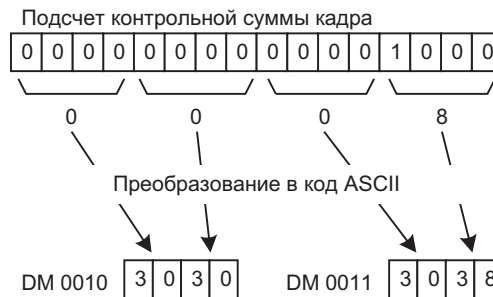 Подсчет контрольной суммы кадра
0 0 0 0 0 0 0 0 0 0 0 0 1 0 0 0
0 0 0 8
Преобразование в код ASCII
DM 0010 3 0 3 0 DM 0011 3 0 3 8